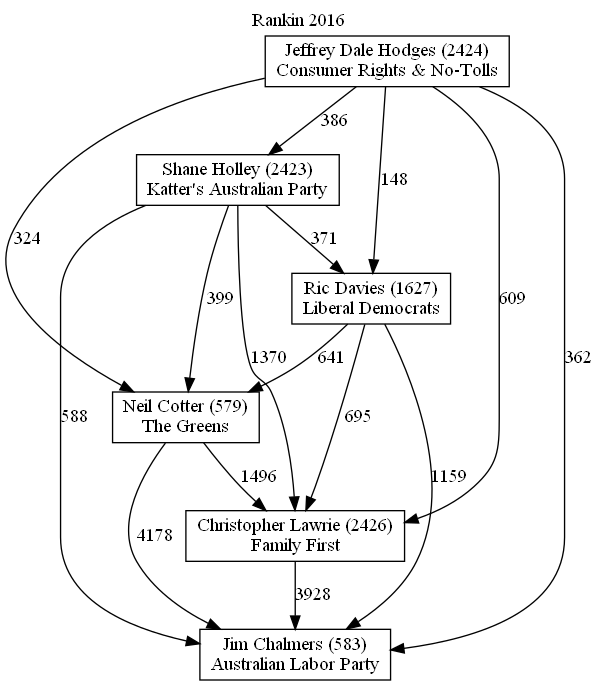 Rankin 2016
Jeffrey Dale Hodges (2424)
Consumer Rights & No-Tolls
386
Shane Holley (2423)
Katter's Australian Party
148
324
371
399
609
362
Ric Davies (1627)
Liberal Democrats
1370
641
588
695
1159
Neil Cotter (579)
The Greens
1496
4178
Christopher Lawrie (2426)
Family First
3928
Jim Chalmers (583)
Australian Labor Party